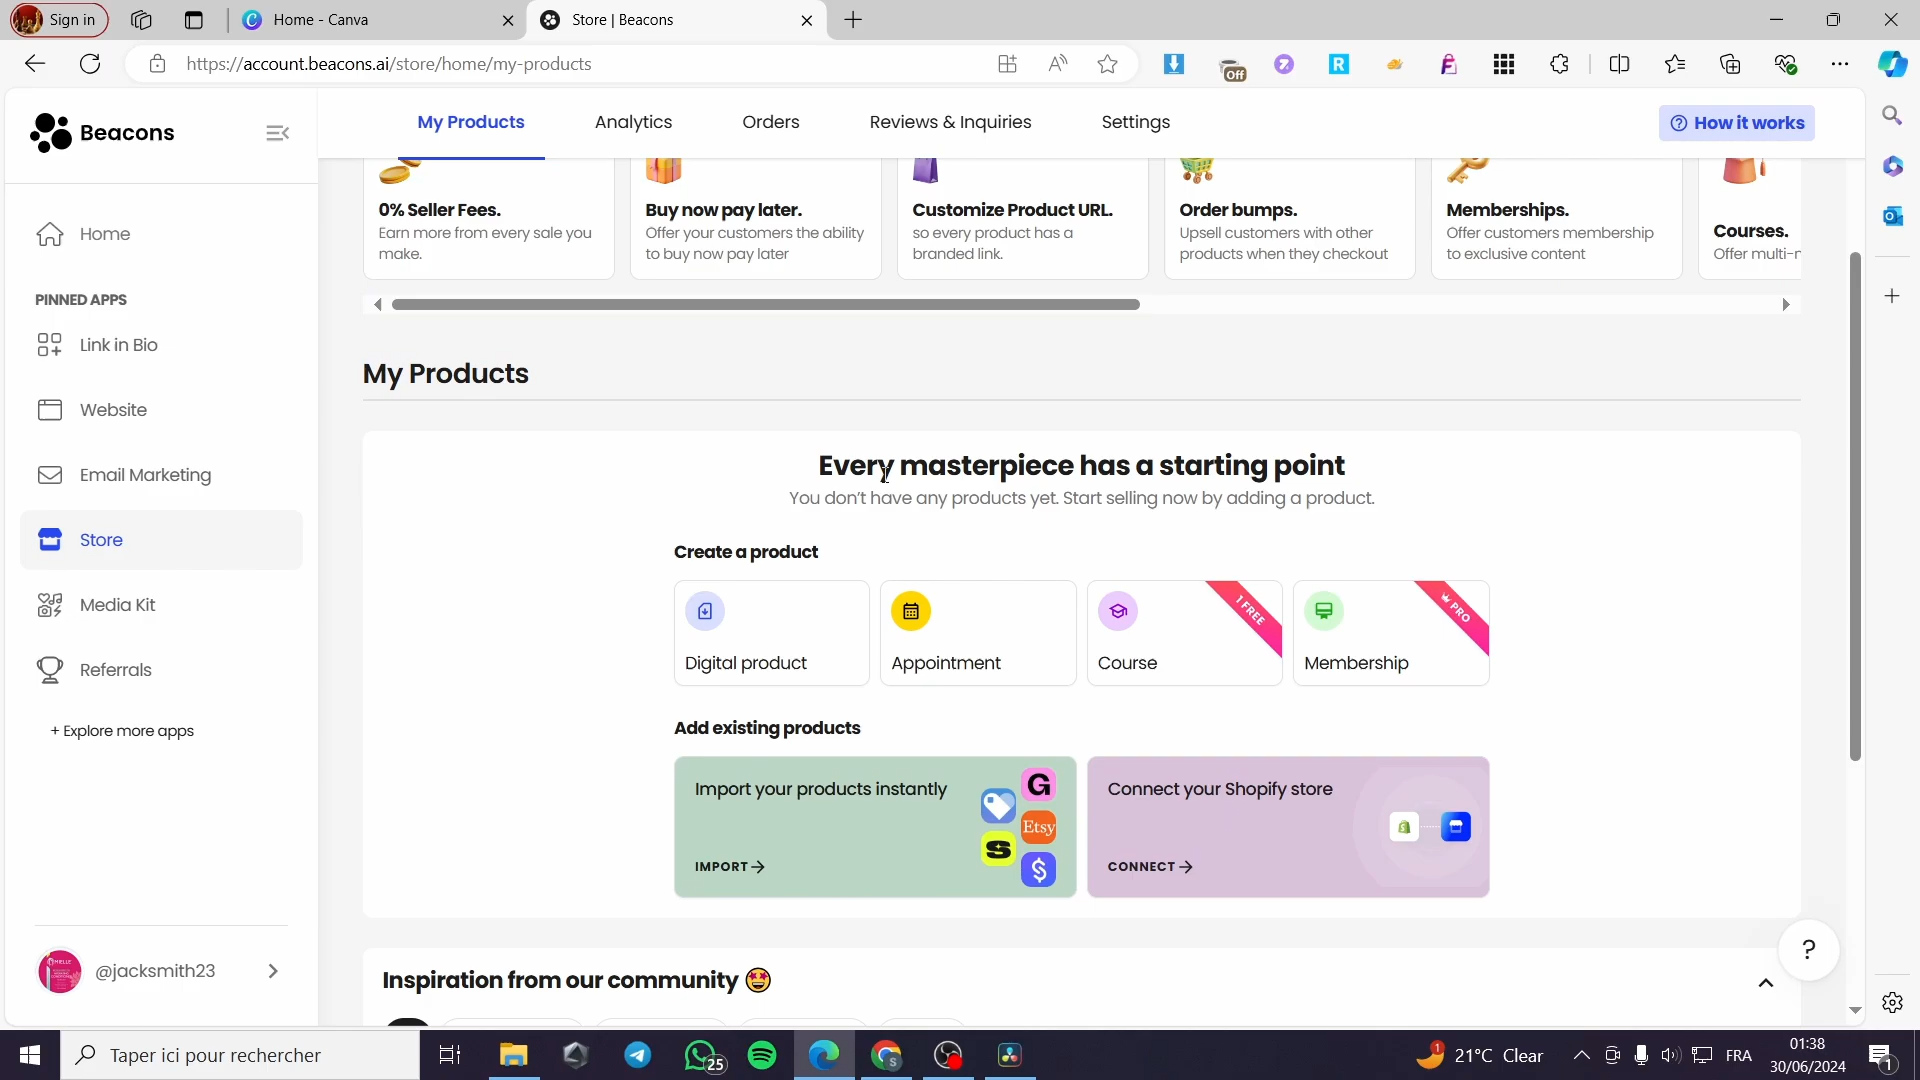 Sign in
Home - Canva
Store | Beacons
https://account.beacons.ai/store/home/my-products
Off
Beacons
My Products
Analytics
Orders
Reviews & Inquiries
Settings
How it works
Home
PINNED APPS
Link in Bio
Website
Email Marketing
Store
Media Kit
Referrals
+ Explore more apps
@jacksmith23
0% Seller Fees.
Earn more from every sale you
make.
Buy now pay later.
Offer your customers the ability
to buy now pay later
Customize Product URL.
so every product has a
branded link.
Order bumps.
Upsell customers with other
products when they checkout
Memberships.
Offer customers membership
to exclusive content
Courses.
Offer multi-
My Products
Every masterpiece has a starting point
You don't have any products yet. Start selling now by adding a product.
Create a product
Digital product
Appointment
Course
1 FREE
Membership
PRO
Add existing products
Import your products instantly
IMPORT
G
Etsy
S
$
Connect your Shopify store
CONNECT
?
Inspiration from our community
Taper ici pour rechercher
25
1
21°C Clear
FRA
01:38
30/06/2024
1